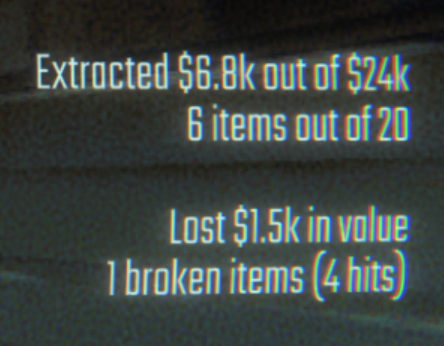 Extracted $6.8k out of $24k
6 items out of 20
Lost $1.5k in value
1 broken items (4 hits)